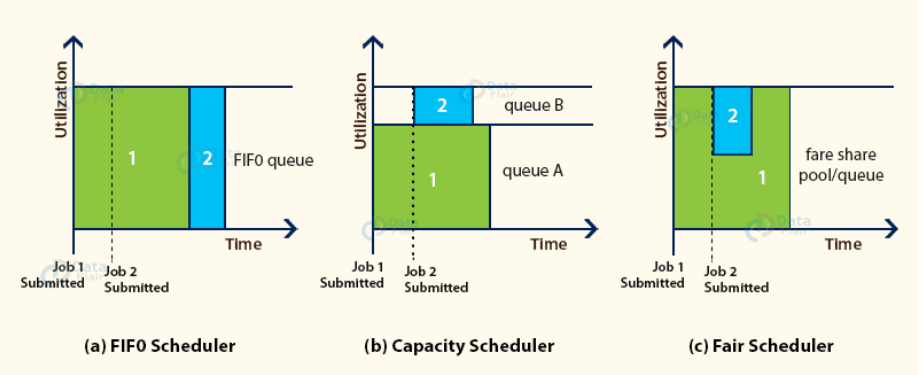 Utilization
1
2
FIF0 queue
Time
Job 1
Submitted
Job 2
Submitted
(a) FIF0 Scheduler
Utilization
2
queue B
1
queue A
Time
Job 1
Submitted
Job 2
Submitted
(b) Capacity Scheduler
Utilization
2
1
fare share
pool/queue
Time
Job 1
Submitted
Job 2
Submitted
(c) Fair Scheduler
Data
Flair